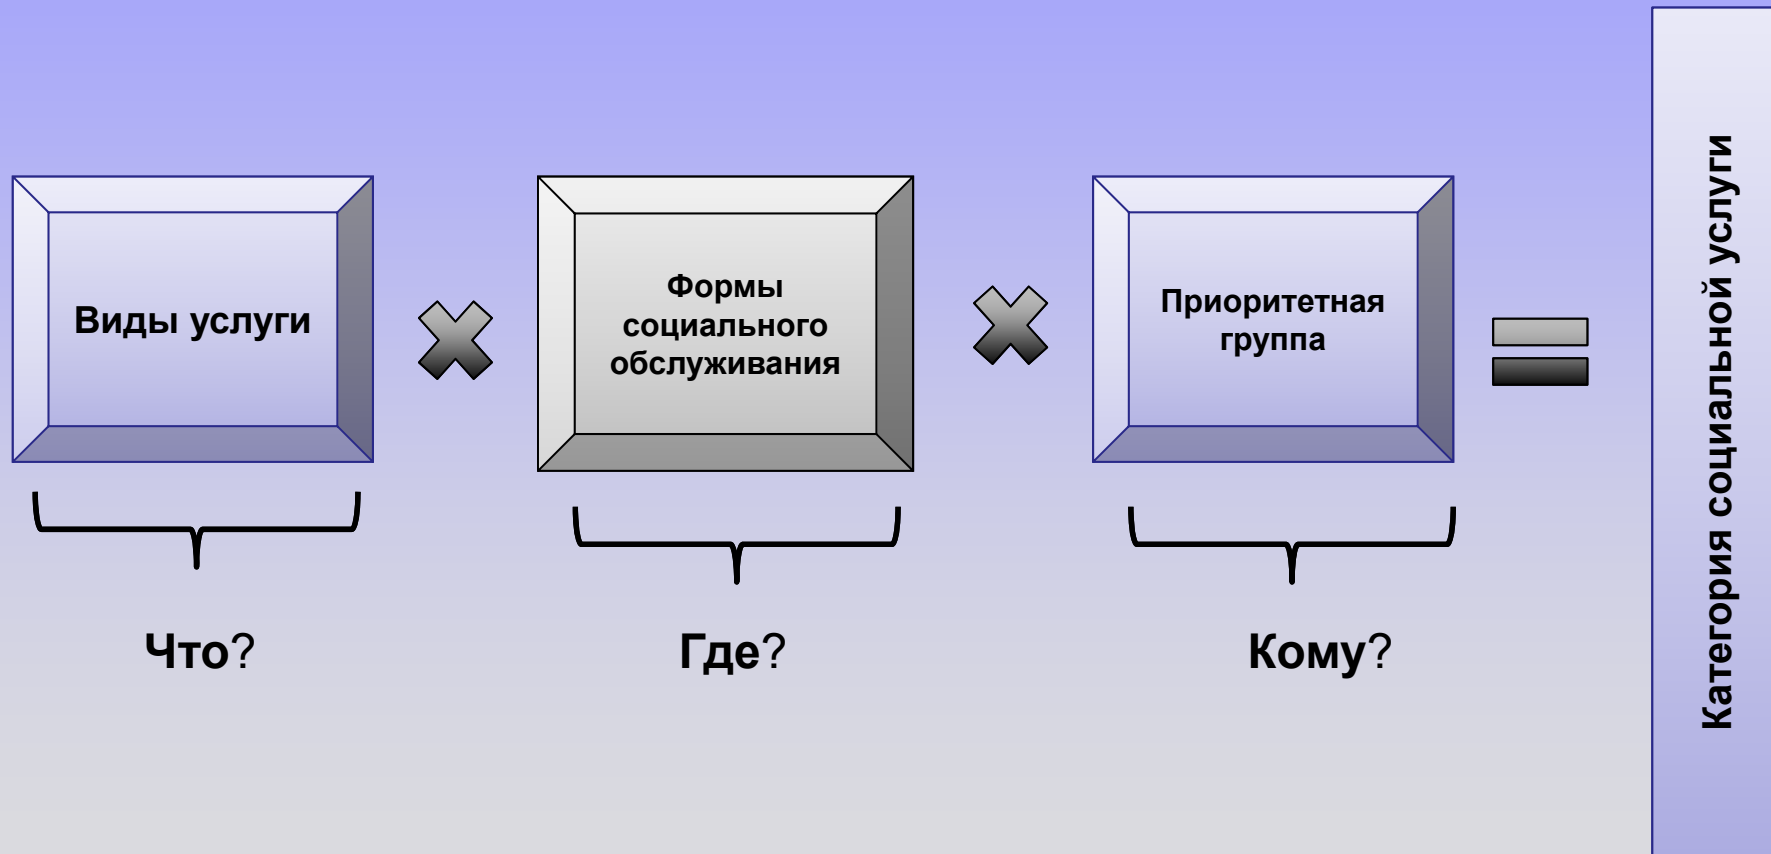 Виды услуги
Формы
социального
обслуживания
Приоритетная
группа
Что?
Где?
Кому?
Категория социальной услуги